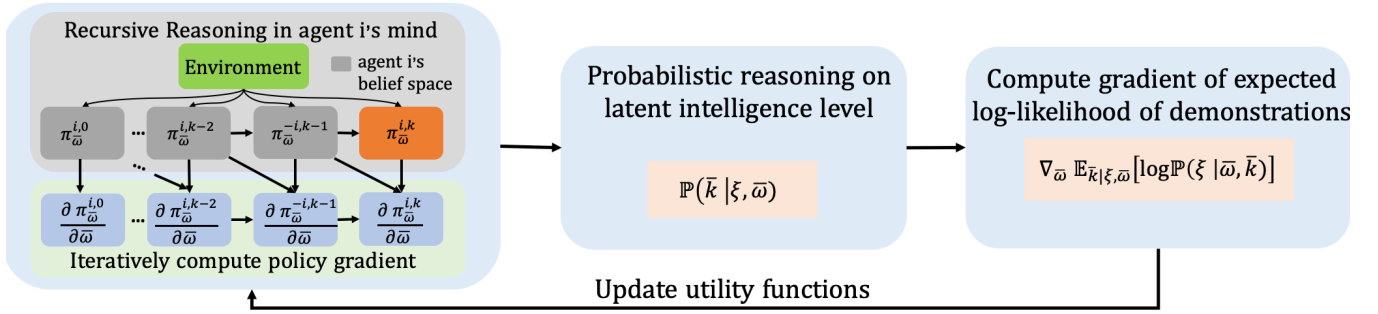 Recursive Reasoning in agent i's mind
Environment
agent i's
belief space
π_ω̅^{i,0} ... π_ω̅^{i,k−2} π_ω̅^{−i,k−1} π_ω̅^{i,k}
...
∂ π_ω̅^{i,0} / ∂ω̅ ... ∂ π_ω̅^{i,k−2} / ∂ω̅ ∂ π_ω̅^{−i,k−1} / ∂ω̅ ∂ π_ω̅^{i,k} / ∂ω̅
Iteratively compute policy gradient
Probabilistic reasoning on
latent intelligence level
ℙ(k̅ |ξ, ω̅)
Compute gradient of expected
log-likelihood of demonstrations
∇_ω̅ 𝔼_{k̅|ξ,ω̅}[logℙ(ξ |ω̅, k̅)]
Update utility functions